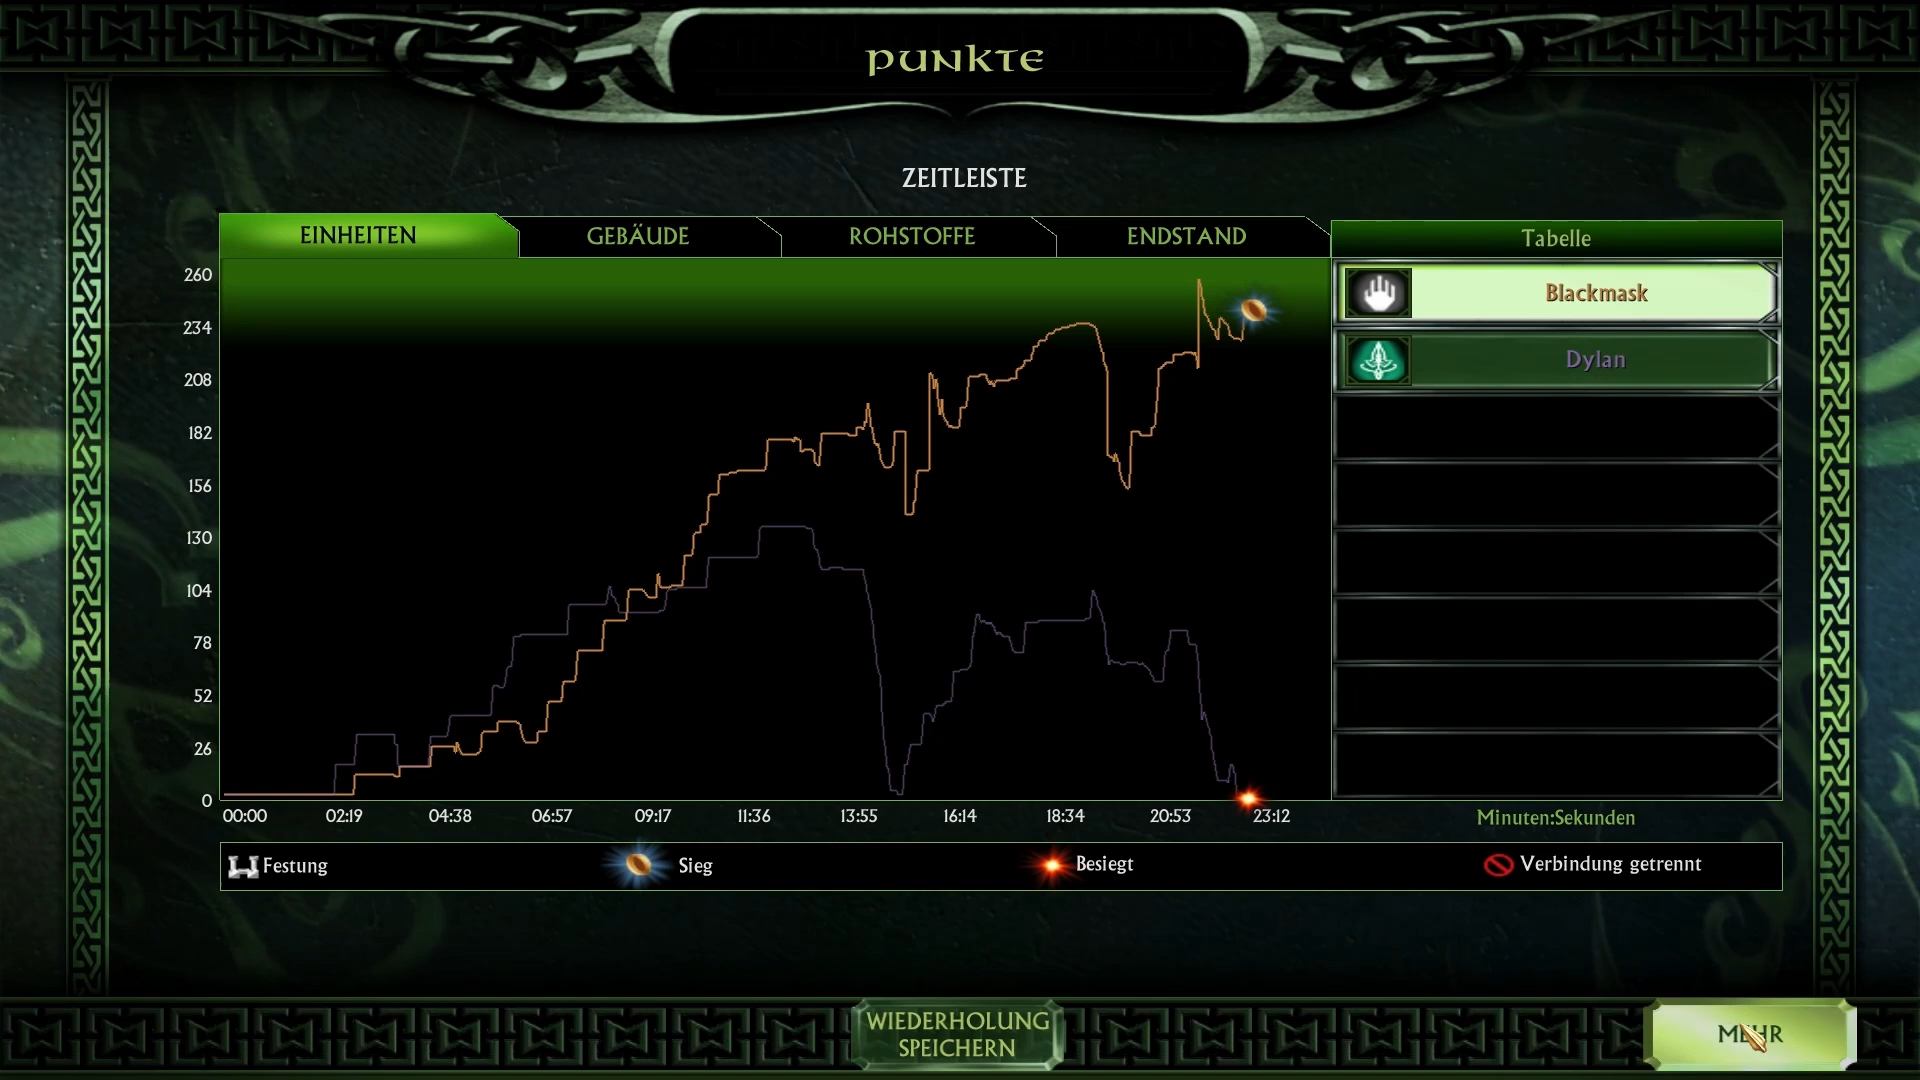 PUNKTE
ZEITLEISTE
EINHEITEN
GEBÄUDE
ROHSTOFFE
ENDSTAND
Tabelle
Blackmask
Dylan
260
234
208
182
156
130
104
78
52
26
0
00:00 02:19 04:38 06:57 09:17 11:36 13:55 16:14 18:34 20:53 23:12
Minuten:Sekunden
Festung
Sieg
Besiegt
Verbindung getrennt
WIEDERHOLUNG
SPEICHERN
MEHR